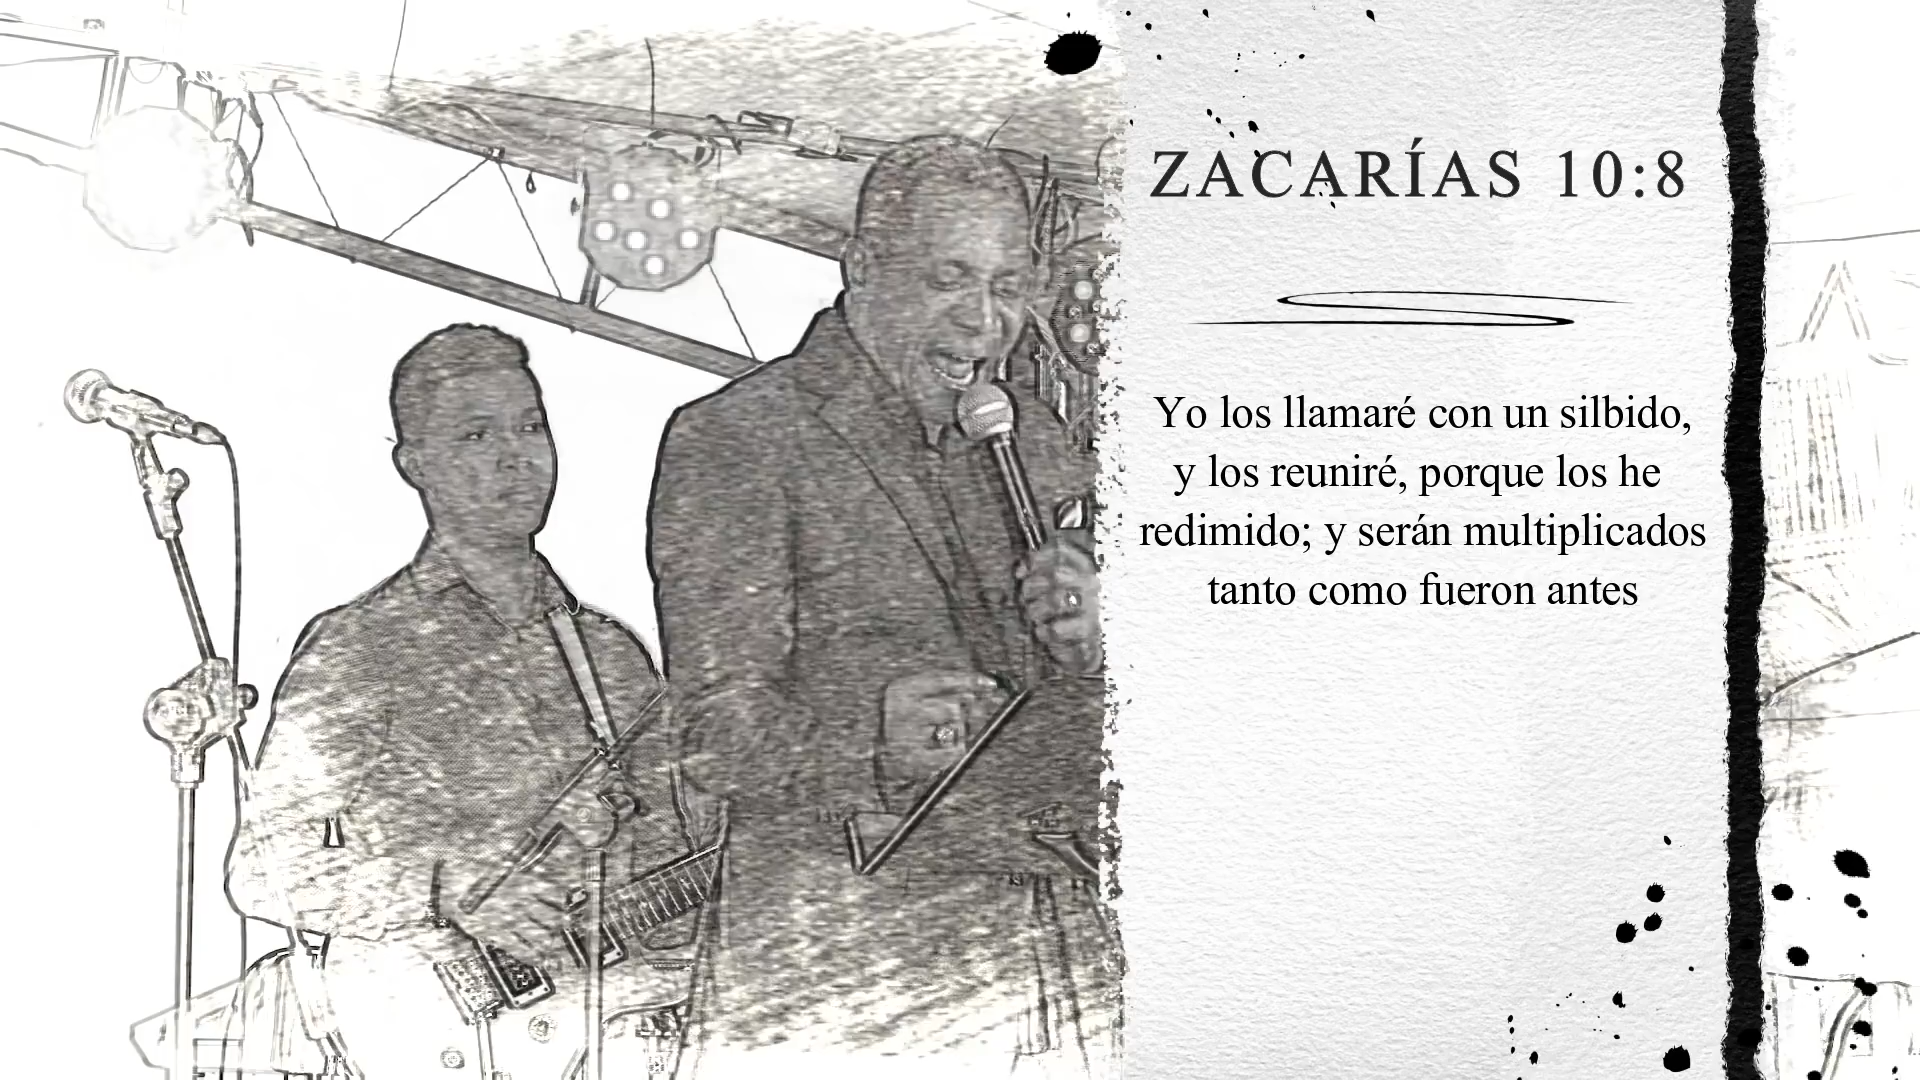 ZACARÍAS 10:8
Yo los llamaré con un silbido,
y los reuniré, porque los he
redimido; y serán multiplicados
tanto como fueron antes